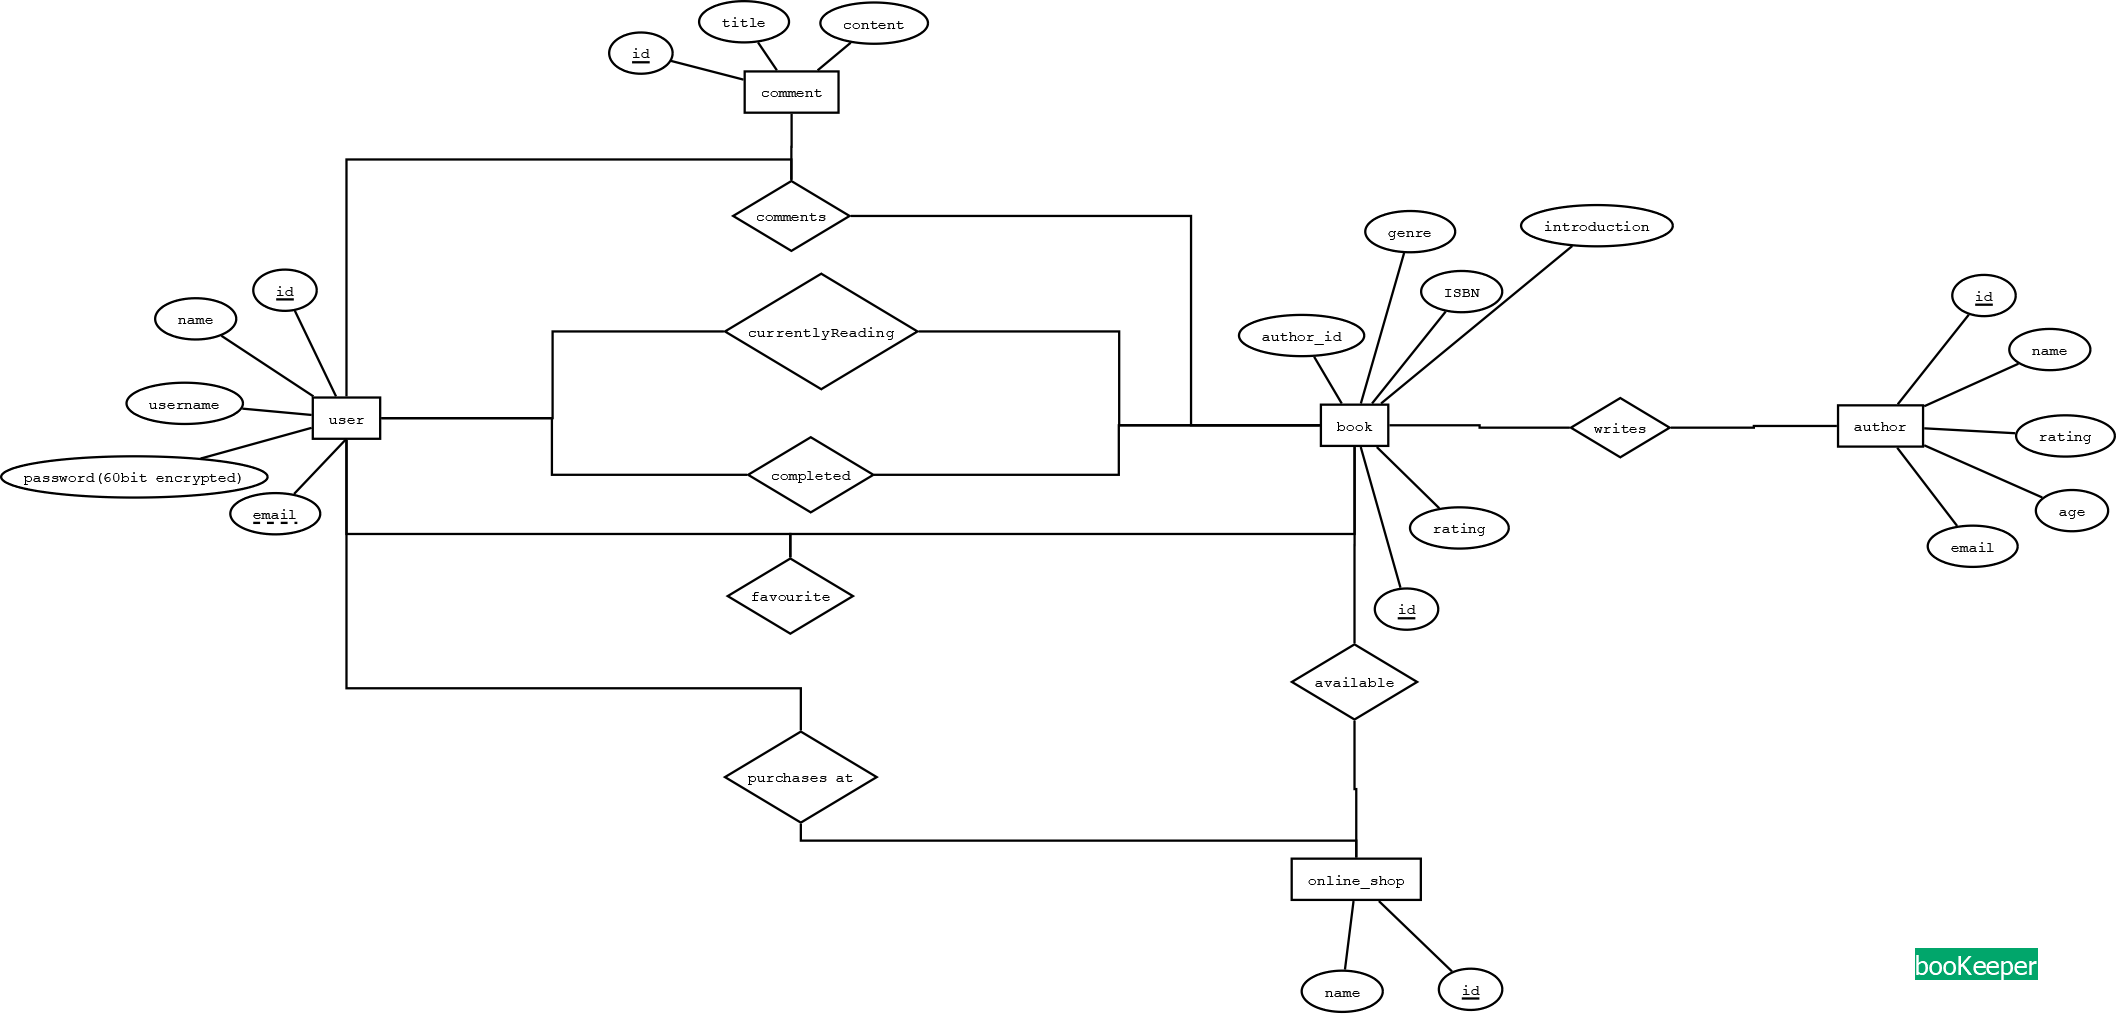 title
content
id
comment
comments
genre
introduction
id
name
ISBN
id
currentlyReading
author_id
name
username
user
book
writes
author
rating
password(60bit encrypted)
completed
email
rating
age
email
favourite
id
available
purchases at
online_shop
name
id
booKeeper